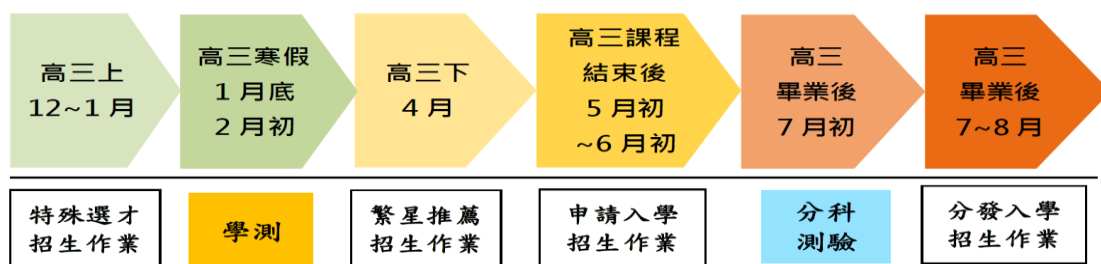 高三上
12~1 月
高三寒假
1 月底
2 月初
高三下
4 月
高三課程
結束後
5 月初
~6 月初
高三
畢業後
7 月初
高三
畢業後
7~8 月
特殊選才
招生作業
學測
繁星推薦
招生作業
申請入學
招生作業
分科
測驗
分發入學
招生作業